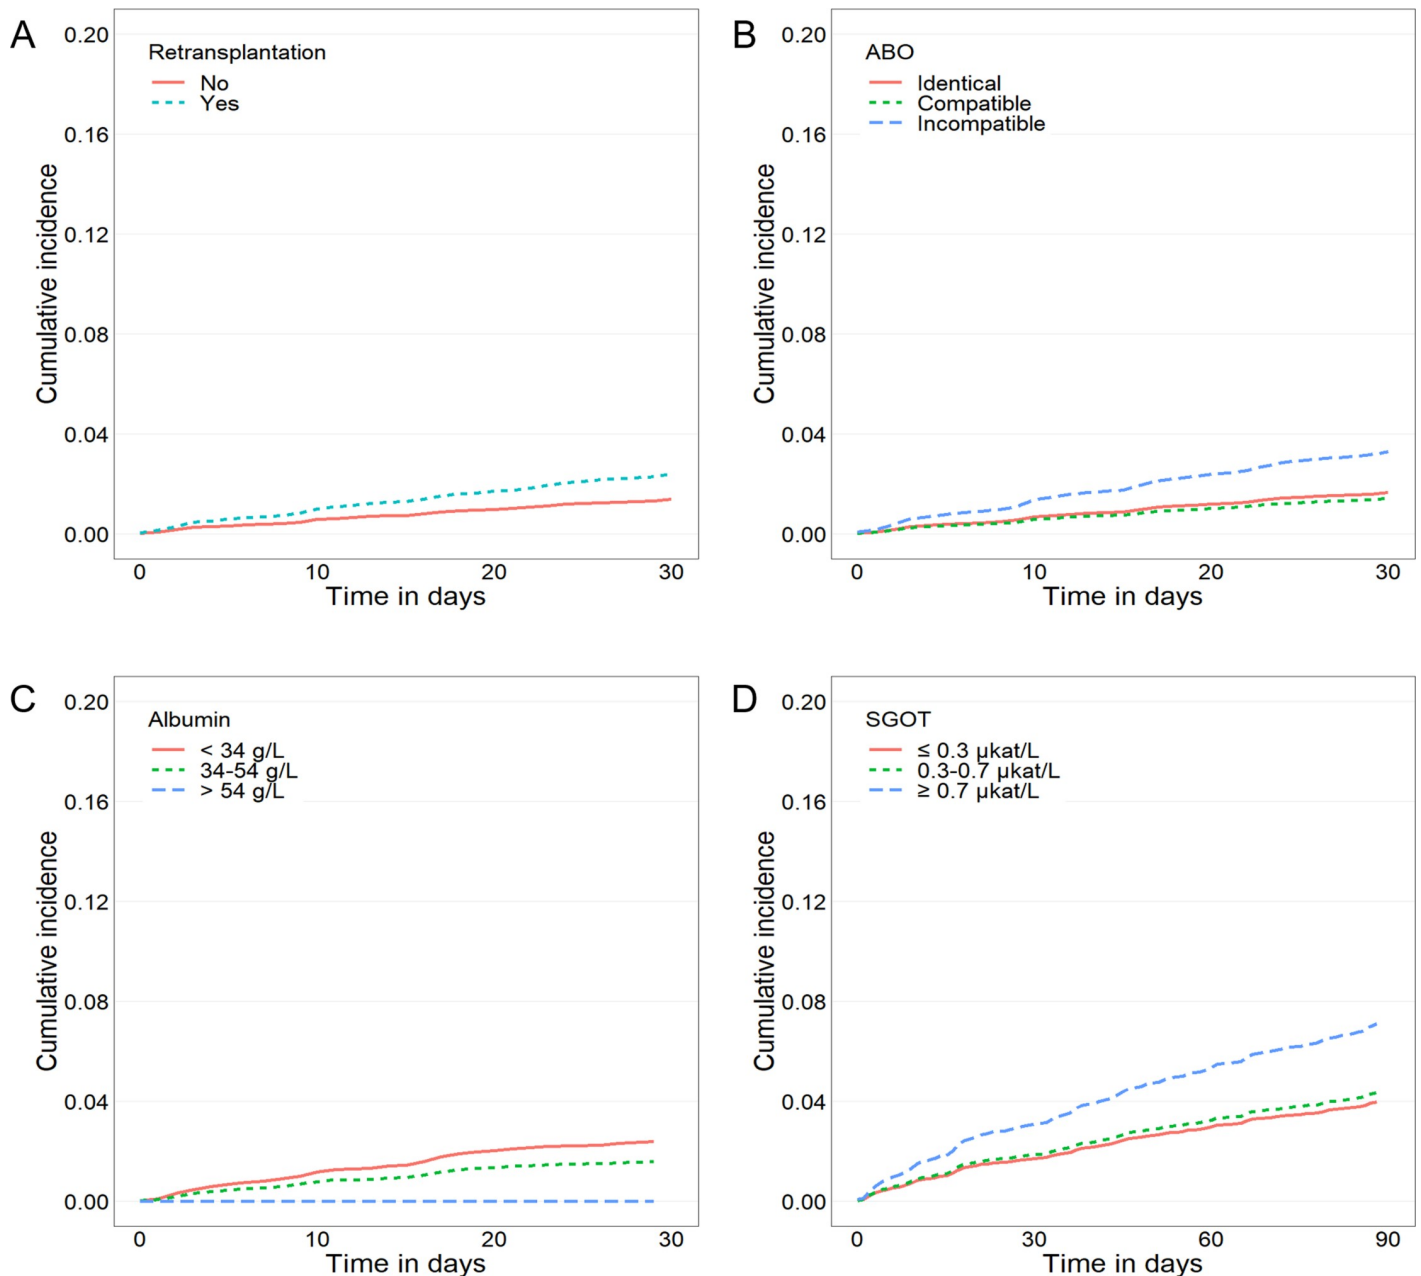 A
Retransplantation
No
Yes
Cumulative incidence
0.20
0.16
0.12
0.08
0.04
0.00
0 10 20 30
Time in days
B
ABO
Identical
Compatible
Incompatible
Cumulative incidence
0.20
0.16
0.12
0.08
0.04
0.00
0 10 20 30
Time in days
C
Albumin
< 34 g/L
34-54 g/L
> 54 g/L
Cumulative incidence
0.20
0.16
0.12
0.08
0.04
0.00
0 10 20 30
Time in days
D
SGOT
≤ 0.3 µkat/L
0.3-0.7 µkat/L
≥ 0.7 µkat/L
Cumulative incidence
0.20
0.16
0.12
0.08
0.04
0.00
0 30 60 90
Time in days